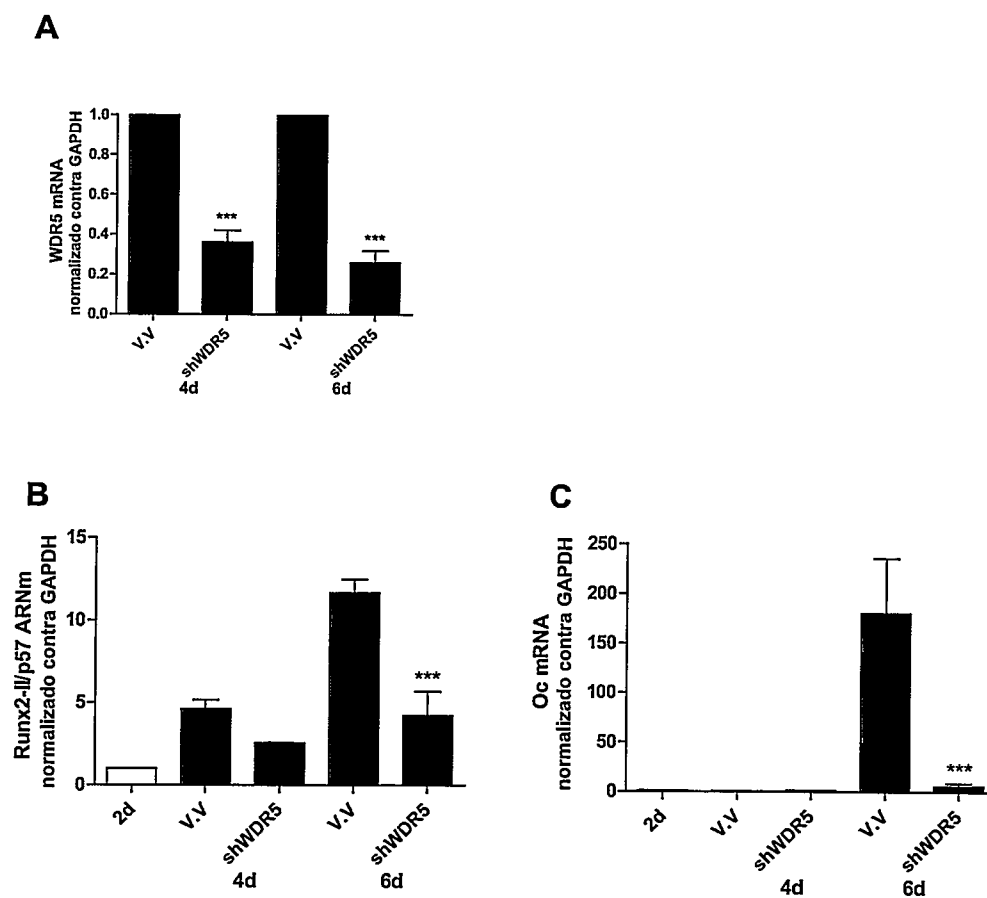 A
WDR5 mRNA
normalizado contra GAPDH
1.0
0.8
0.6
0.4
0.2
0.0
***
***
V.V
shWDR5
V.V
shWDR5
4d
6d
B
Runx2-II/p57 ARNm
normalizado contra GAPDH
15
10
5
0
***
2d
V.V
shWDR5
V.V
shWDR5
4d
6d
C
Oc mRNA
normalizado contra GAPDH
250
200
150
100
50
0
***
2d
V.V
shWDR5
V.V
shWDR5
4d
6d